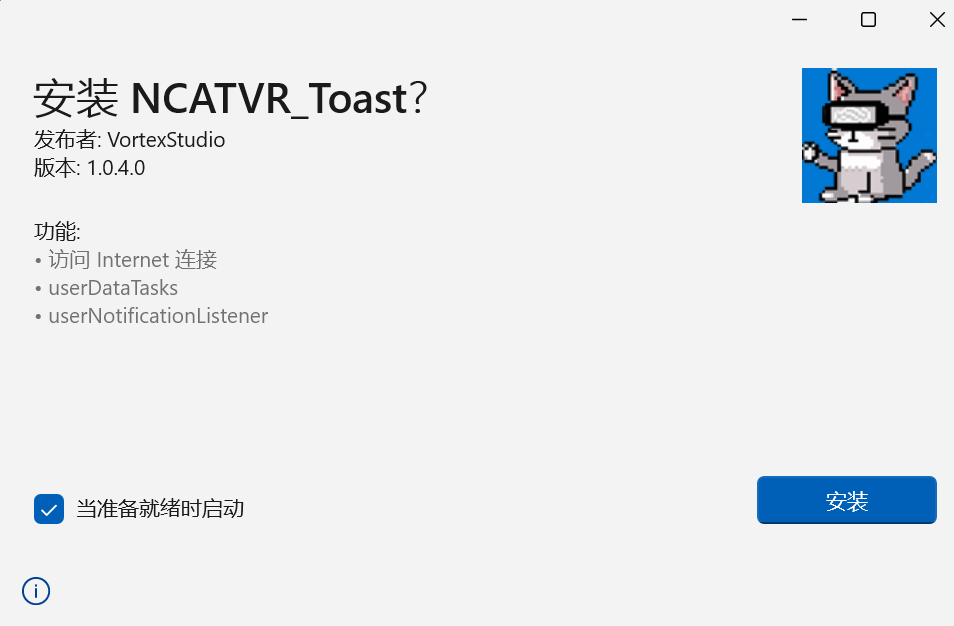 安装 NCATVR_Toast?
发布者: VortexStudio
版本: 1.0.4.0
功能:
• 访问 Internet 连接
• userDataTasks
• userNotificationListener
当准备就绪时启动
安装